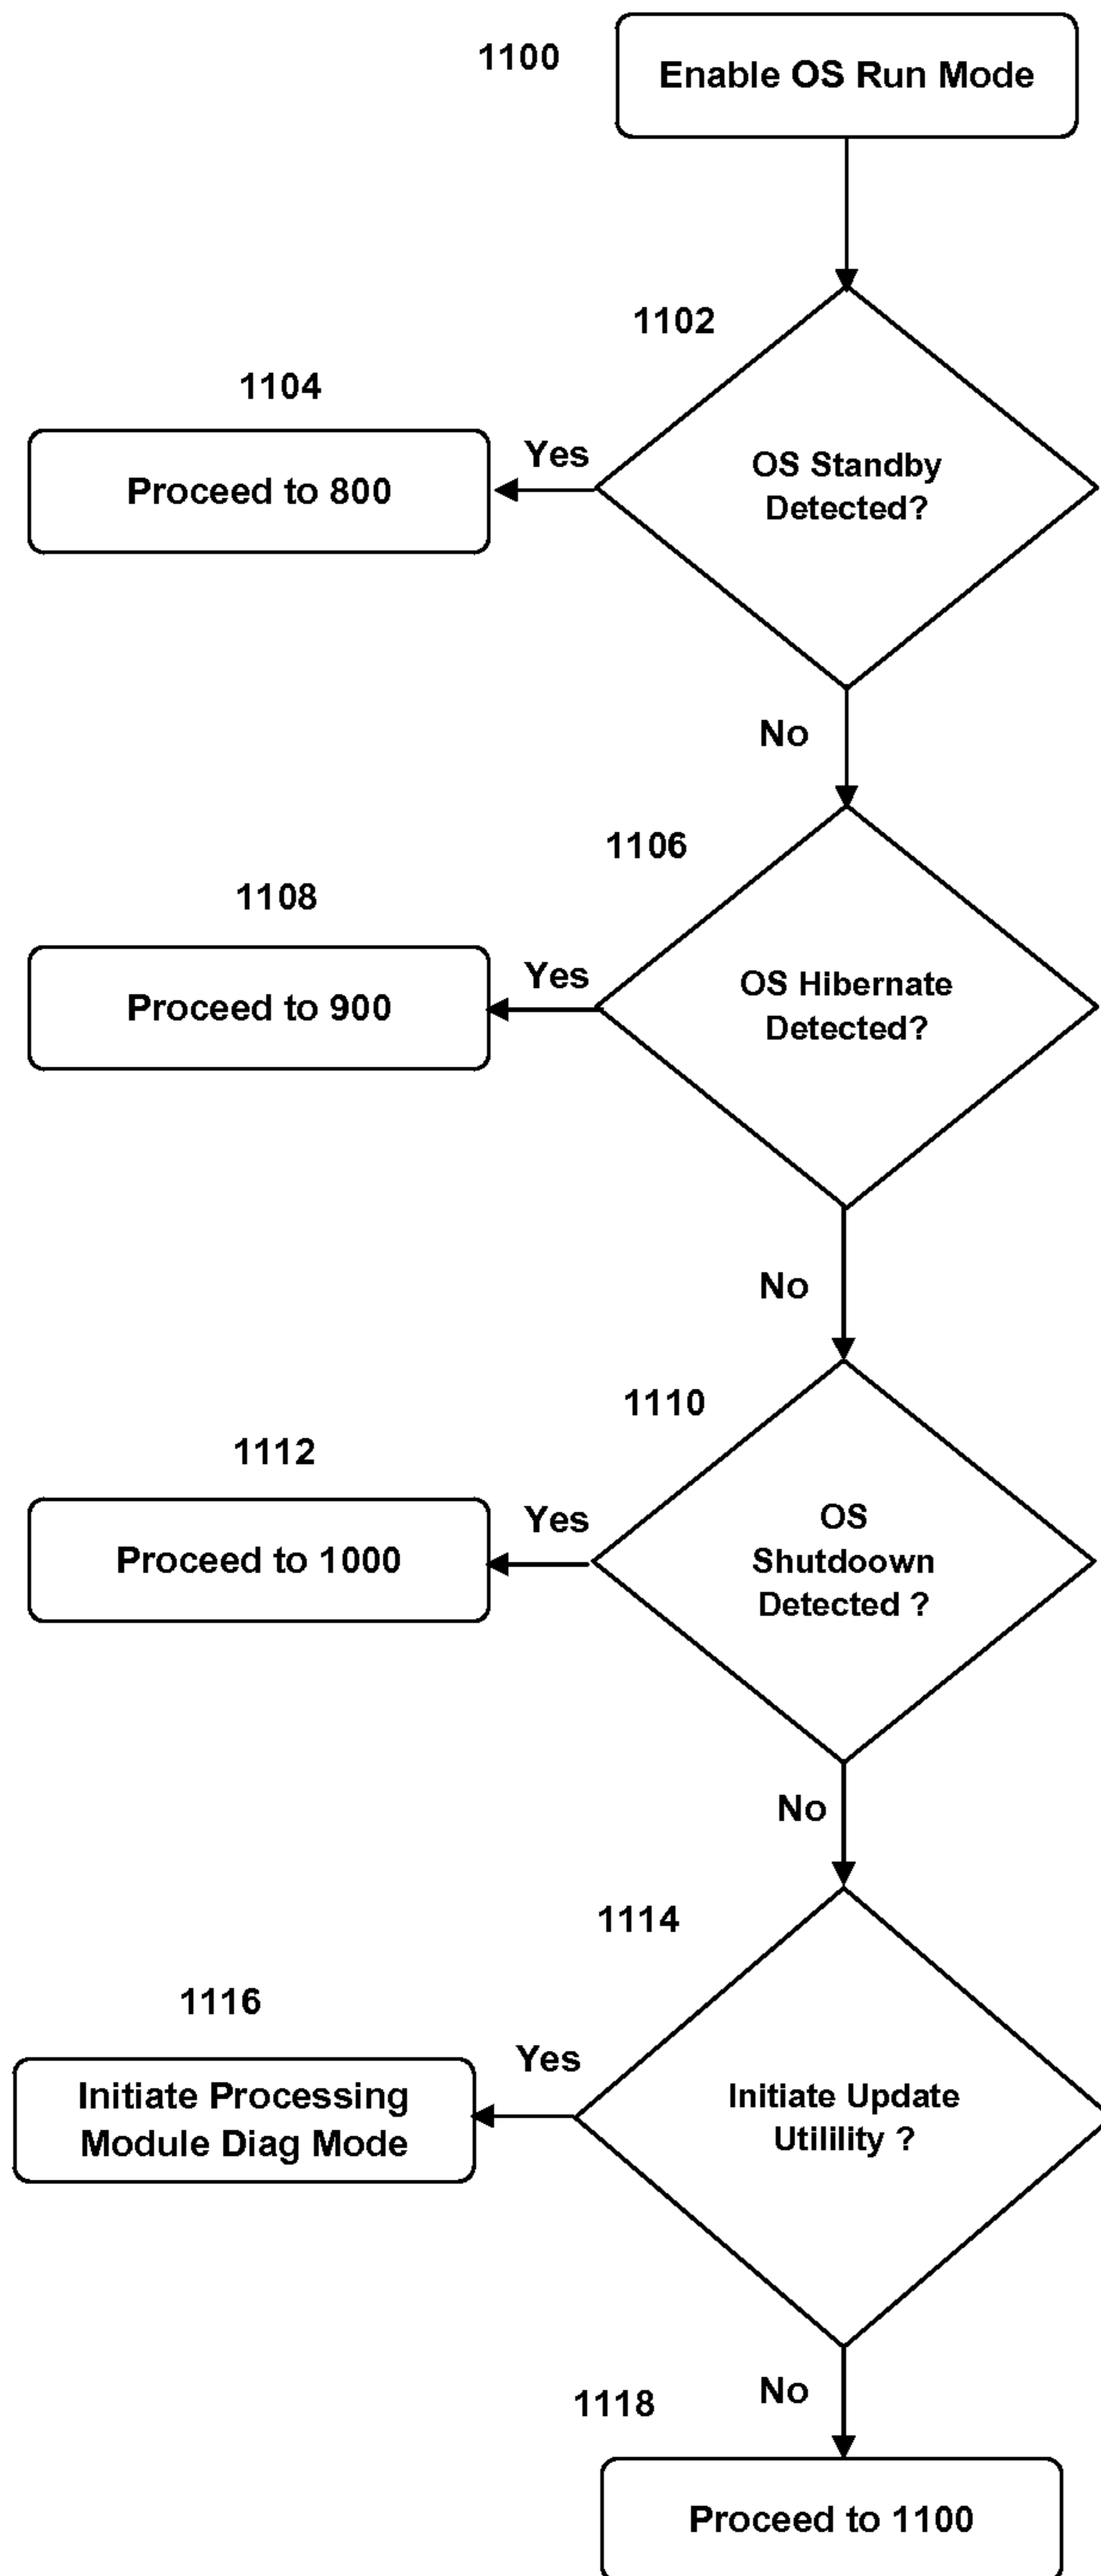 1100
Enable OS Run Mode
1102
1104
OS Standby
Detected?
Yes
Proceed to 800
No
1106
1108
OS Hibernate
Detected?
Yes
Proceed to 900
No
1110
1112
OS
Shutdoown
Detected ?
Yes
Proceed to 1000
No
1114
1116
Initiate Update
Utilility ?
Yes
Initiate Processing
Module Diag Mode
No
1118
Proceed to 1100